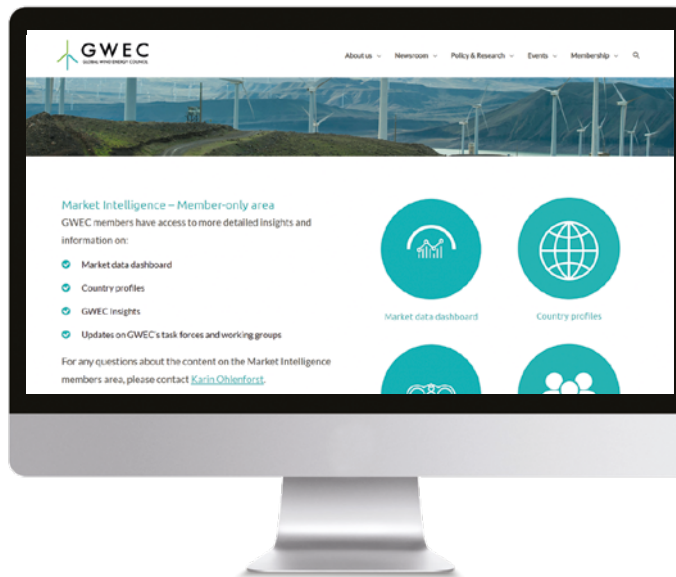 GWEC
GLOBAL WIND ENERGY COUNCIL
About us
Newsroom
Policy & Research
Events
Membership
Market Intelligence – Member-only area
GWEC members have access to more detailed insights and
information on:
Market data dashboard
Country profiles
GWEC Insights
Updates on GWEC's task forces and working groups
For any questions about the content on the Market Intelligence
members area, please contact Karin Ohlenforst.
Market data dashboard
Country profiles